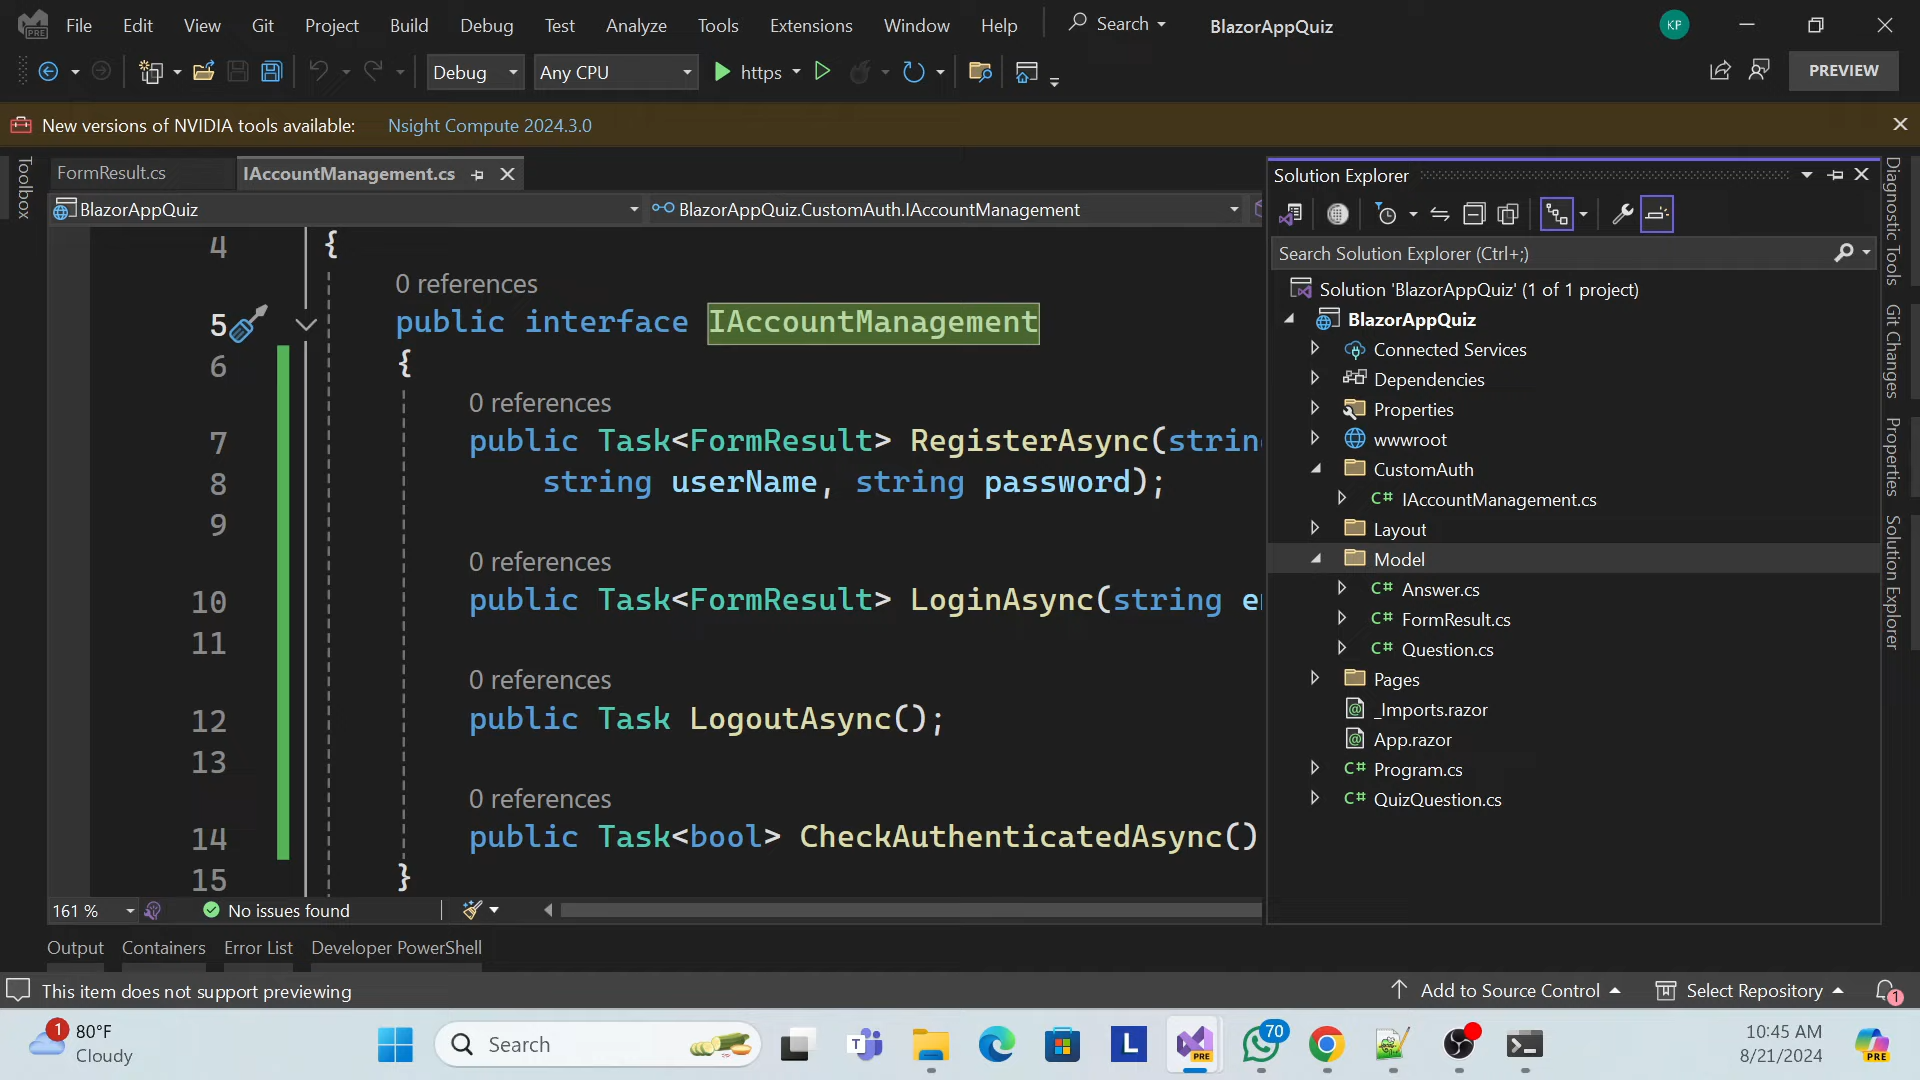 File Edit View Git Project Build Debug Test Analyze Tools Extensions Window Help Search BlazorAppQuiz KP
PRE
Debug Any CPU https PREVIEW
New versions of NVIDIA tools available: Nsight Compute 2024.3.0
Toolbox
FormResult.cs IAccountManagement.cs
BlazorAppQuiz BlazorAppQuiz.CustomAuth.IAccountManagement
4 {
0 references
5 public interface IAccountManagement
6 {
0 references
7 public Task<FormResult> RegisterAsync(string
8 string userName, string password);
9
0 references
10 public Task<FormResult> LoginAsync(string e
11
0 references
12 public Task LogoutAsync();
13
0 references
14 public Task<bool> CheckAuthenticatedAsync()
15 }
161 % No issues found
Solution Explorer
Search Solution Explorer (Ctrl+;)
Solution 'BlazorAppQuiz' (1 of 1 project)
BlazorAppQuiz
Connected Services
Dependencies
Properties
wwwroot
CustomAuth
C# IAccountManagement.cs
Layout
Model
C# Answer.cs
C# FormResult.cs
C# Question.cs
Pages
_Imports.razor
App.razor
C# Program.cs
C# QuizQuestion.cs
Diagnostic Tools
Git Changes
Properties
Solution Explorer
Output Containers Error List Developer PowerShell
This item does not support previewing Add to Source Control Select Repository 1
1 80°F
Cloudy
Search
T
L
PRE
70
10:45 AM
8/21/2024
PRE